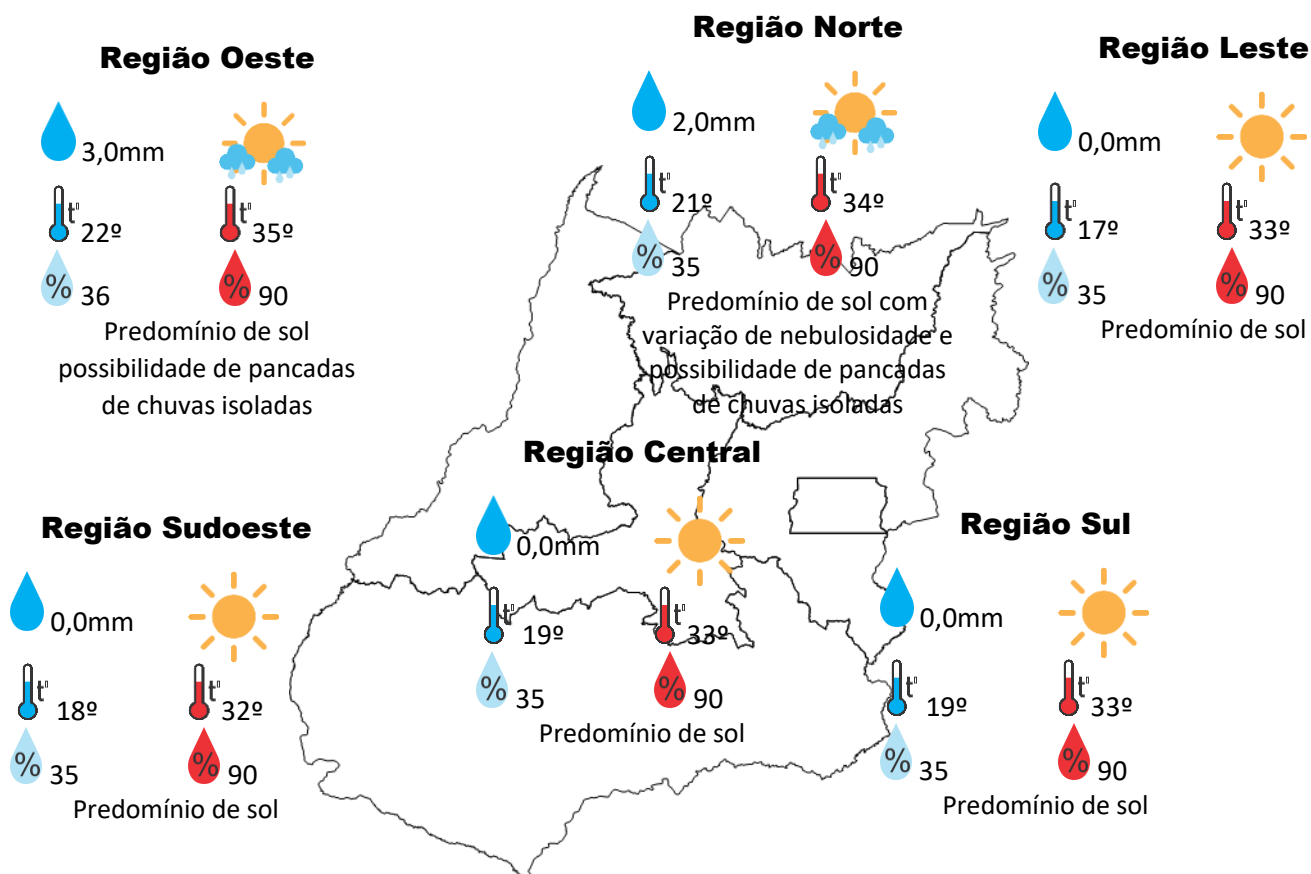 Região Oeste
3,0mm
t°
22º
t°
35º
%
36
%
90
Predomínio de sol
possibilidade de pancadas
de chuvas isoladas
Região Norte
2,0mm
t°
21º
t°
34º
%
35
%
90
Predomínio de sol com
variação de nebulosidade e
possibilidade de pancadas
de chuvas isoladas
Região Leste
0,0mm
t°
17º
t°
33º
%
35
%
90
Predomínio de sol
Região Sudoeste
0,0mm
t°
18º
t°
32º
%
35
%
90
Predomínio de sol
Região Central
0,0mm
t°
19º
t°
33º
%
35
%
90
Predomínio de sol
Região Sul
0,0mm
t°
19º
t°
33º
%
35
%
90
Predomínio de sol